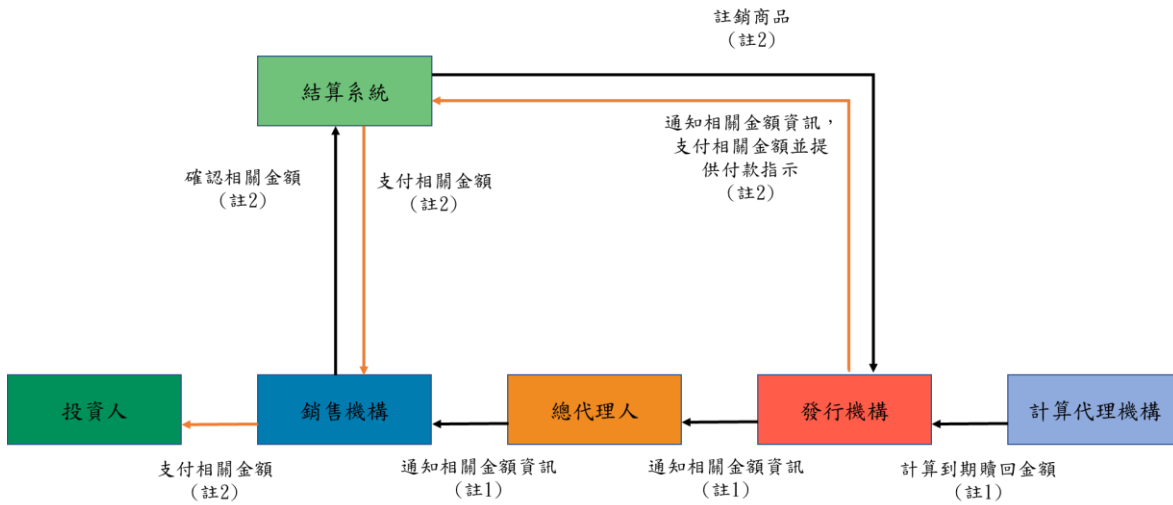 註銷商品
(註2)
結算系統
通知相關金額資訊，
支付相關金額並提
供付款指示
(註2)
確認相關金額
(註2)
支付相關金額
(註2)
投資人
銷售機構
總代理人
發行機構
計算代理機構
支付相關金額
(註2)
通知相關金額資訊
(註1)
通知相關金額資訊
(註1)
計算到期贖回金額
(註1)